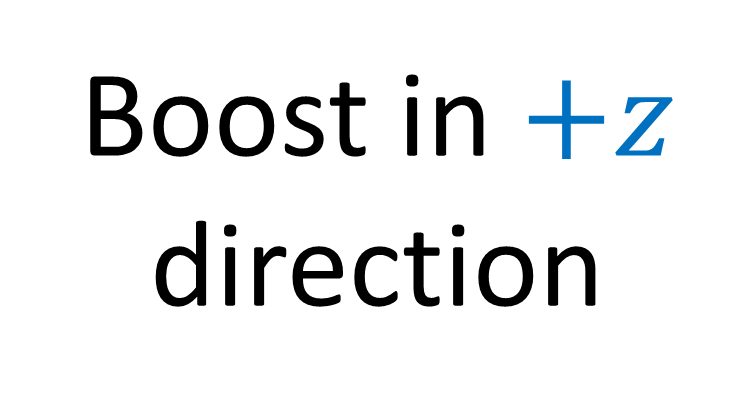 Boost in +z
direction